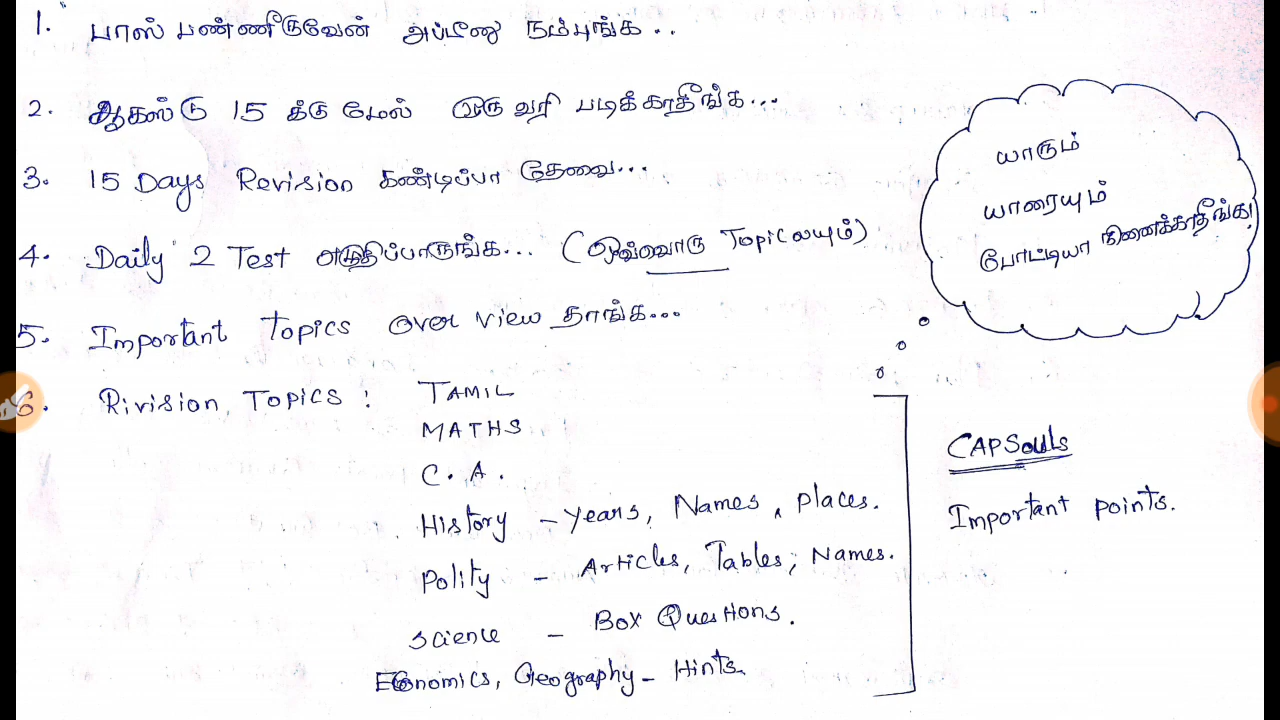 1. பாஸ் பண்ணிருவேன் அப்டீனு நம்புங்க..
2. ஆகஸ்டு 15 க்கு மேல் ஒரு வரி படிக்காதீங்க...
3. 15 Days Revision கண்டிப்பா தேவை...
4. Daily 2 Test எழுதிப்பாருங்க... (ஒவ்வொரு Topicலயும்)
5. Important Topics over view தாங்க...
6. Rivision Topics : TAMIL
MATHS
C.A.
History - Years, Names, places.
Polity - Articles, Tables, Names.
Science - Box Questions.
Economics, Geography - Hints.
யாரும்
யாரையும்
போட்டியா நினைக்காதீங்க!
CAPSouls
Important points.